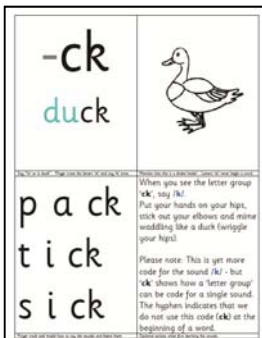 -ck
duck
p a ck
t i ck
s i ck
When you see the letter group
'ck', say /k/.
Put your hands on your hips,
stick out your elbows and mime
waddling like a duck (wriggle
your hips).
Please note: This is yet more
code for the sound /k/ - but
'ck' shows how a 'letter group'
can be code for a single sound.
The hyphen indicates that we
do not use this code (ck) at the
beginning of a word.